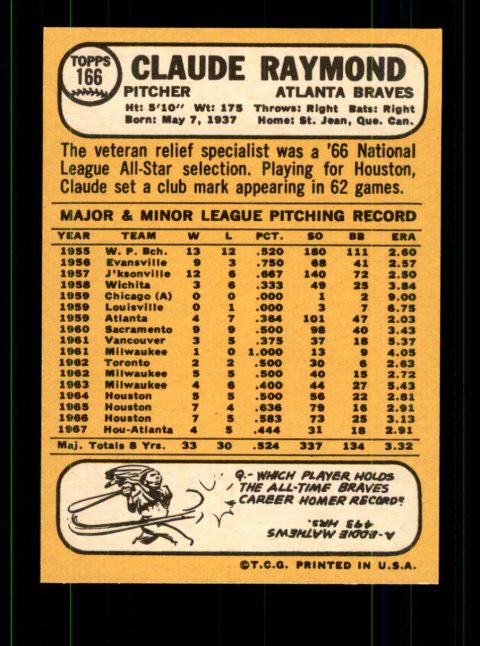 TOPPS
166
CLAUDE RAYMOND
PITCHER ATLANTA BRAVES
Ht: 5'10" Wt: 175 Throws: Right Bats: Right
Born: May 7, 1937 Home: St. Jean, Que. Can.
The veteran relief specialist was a '66 National
League All-Star selection. Playing for Houston,
Claude set a club mark appearing in 62 games.
MAJOR & MINOR LEAGUE PITCHING RECORD
YEAR TEAM W L PCT. SO BB ERA
1955 W. P. Bch. 13 12 .520 160 111 2.60
1956 Evansville 9 3 .750 68 41 2.57
1957 J'ksonville 12 6 .667 140 72 2.50
1958 Wichita 3 6 .333 49 25 3.84
1959 Chicago (A) 0 0 .000 1 2 9.00
1959 Louisville 0 1 .000 3 7 6.75
1959 Atlanta 4 7 .364 101 47 2.03
1960 Sacramento 9 9 .500 98 40 3.43
1961 Vancouver 3 5 .375 37 18 5.37
1961 Milwaukee 1 0 1.000 13 9 4.05
1962 Toronto 2 2 .500 30 6 2.63
1962 Milwaukee 5 5 .500 40 15 2.72
1963 Milwaukee 4 6 .400 44 27 5.43
1964 Houston 5 5 .500 56 22 2.81
1965 Houston 7 4 .636 79 16 2.91
1966 Houston 7 5 .583 73 25 3.13
1967 Hou-Atlanta 4 5 .444 31 18 2.91
Maj. Totals 8 Yrs. 33 30 .524 337 134 3.32
Q.- WHICH PLAYER HOLDS
THE ALL-TIME BRAVES
CAREER HOMER RECORD?
A- EDDIE MATHEWS
493 HRS.
©T.C.G. PRINTED IN U.S.A.